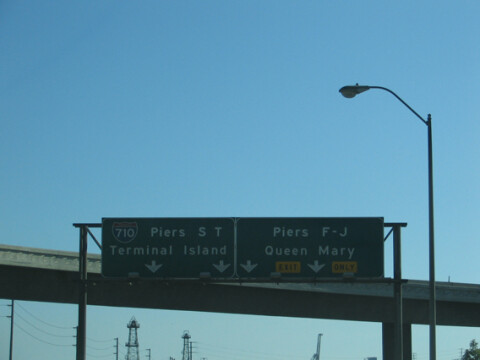 710 Piers S T
Terminal Island
Piers F-J
Queen Mary
EXIT ONLY